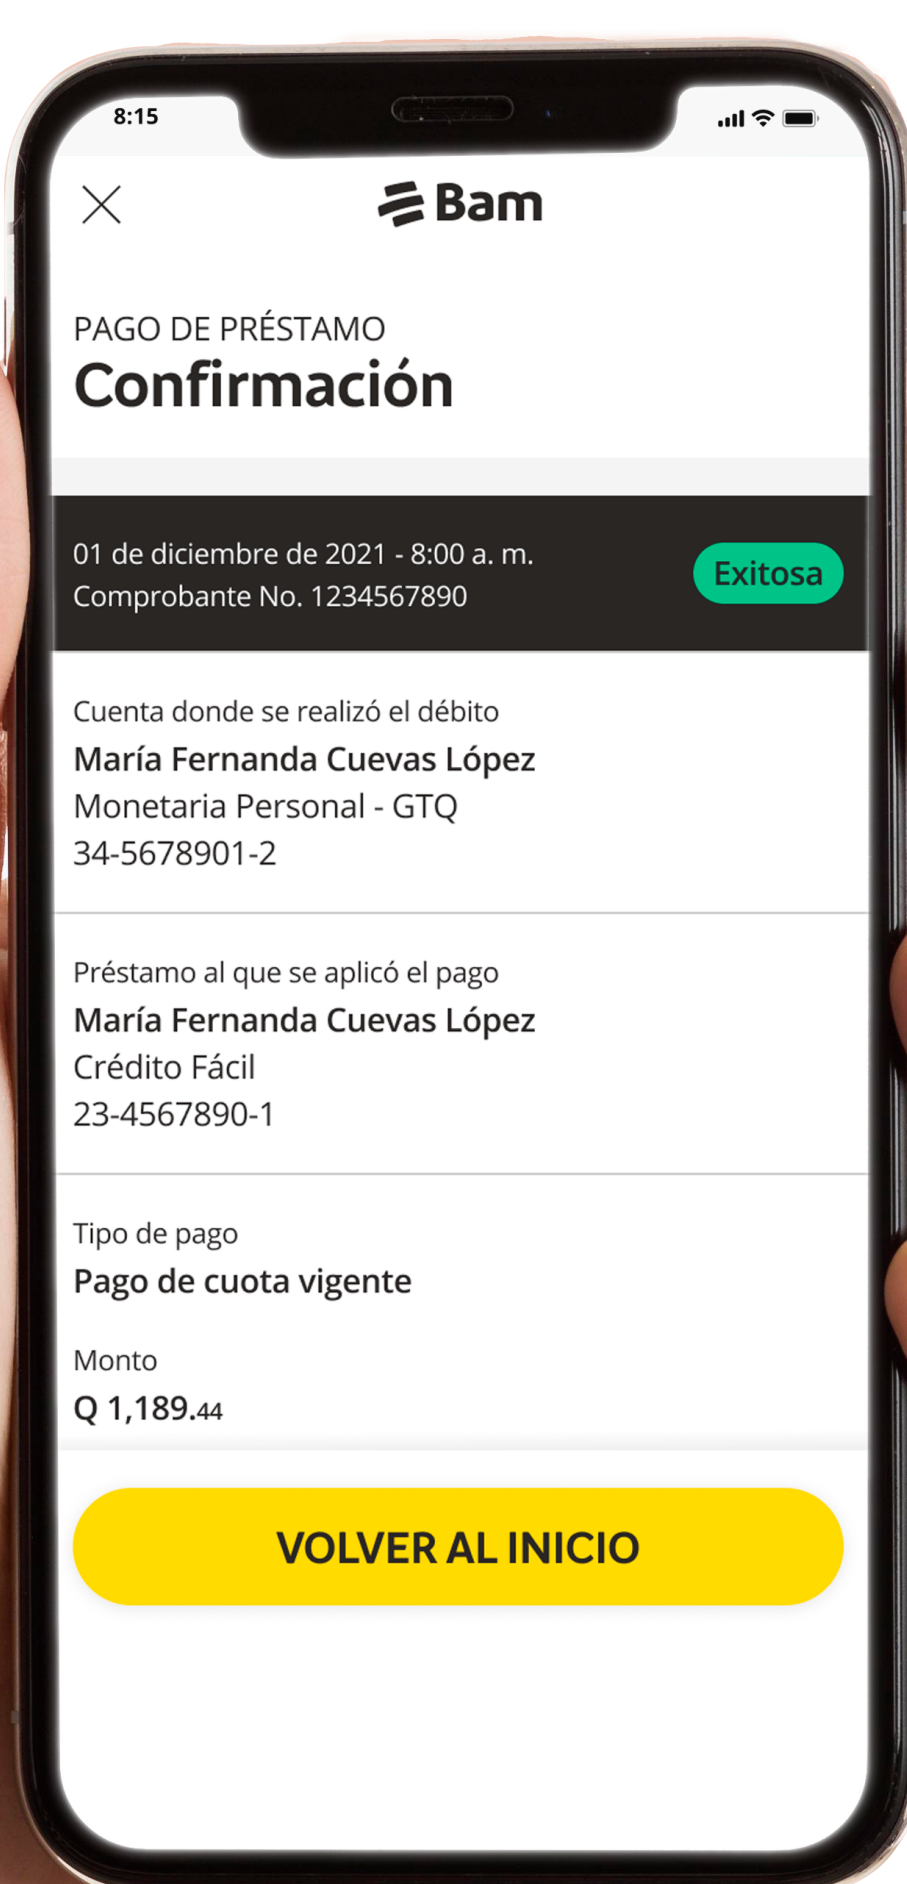 8:15
Bam
PAGO DE PRÉSTAMO
Confirmación
01 de diciembre de 2021 - 8:00 a. m.
Comprobante No. 1234567890
Exitosa
Cuenta donde se realizó el débito
María Fernanda Cuevas López
Monetaria Personal - GTQ
34-5678901-2
Préstamo al que se aplicó el pago
María Fernanda Cuevas López
Crédito Fácil
23-4567890-1
Tipo de pago
Pago de cuota vigente
Monto
Q 1,189.44
VOLVER AL INICIO